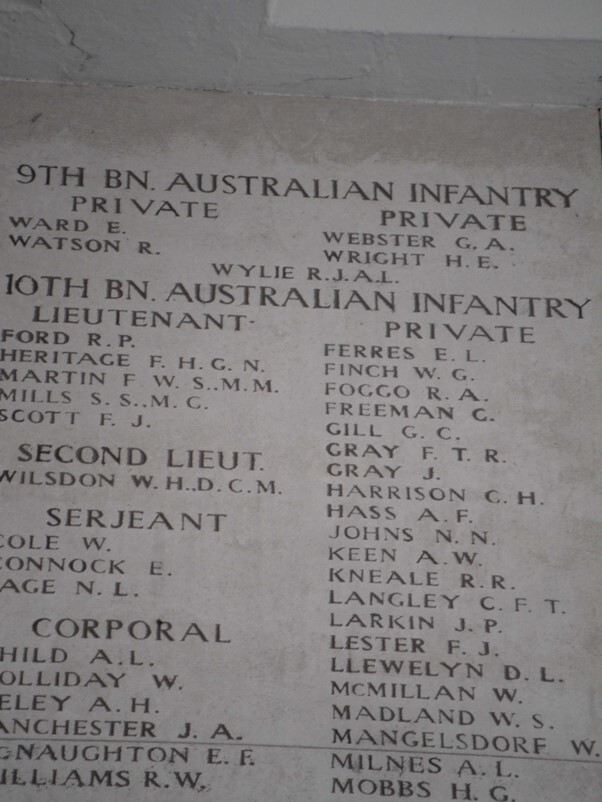 9TH BN. AUSTRALIAN INFANTRY
PRIVATE
WARD E.
WATSON R.
PRIVATE
WEBSTER G. A.
WRIGHT H. E.
WYLIE R.J.A.L.
10TH BN. AUSTRALIAN INFANTRY
LIEUTENANT
FORD R. P.
HERITAGE F. H. G. N.
MARTIN F W. S., M. M.
MILLS S. S., M. C.
SCOTT F. J.
SECOND LIEUT.
WILSDON W. H., D. C. M.
SERJEANT
COLE W.
CONNOCK E.
AGE N. L.
CORPORAL
HILD A. L.
OLLIDAY W.
ELEY A. H.
ANCHESTER J. A.
NAUGHTON E. F.
ILLIAMS R. W.
PRIVATE
FERRES E. L.
FINCH W. G.
FOGGO R. A.
FREEMAN C.
GILL G. C.
GRAY F. T. R.
GRAY J.
HARRISON C. H.
HASS A. F.
JOHNS N. N.
KEEN A. W.
KNEALE R. R.
LANGLEY C. F. T.
LARKIN J. P.
LESTER F. J.
LLEWELYN D. L.
MCMILLAN W.
MADLAND W. S.
MANGELSDORF W.
MILNES A. L.
MOBBS H. G.